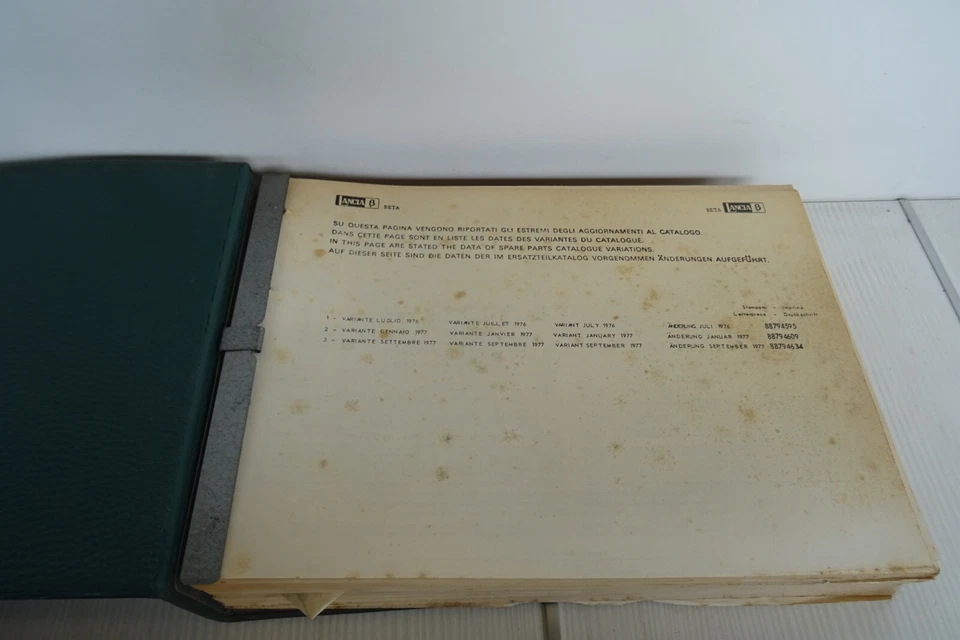 LANCIA β BETA
BETA LANCIA β
SU QUESTA PAGINA VENGONO RIPORTATI GLI ESTREMI DEGLI AGGIORNAMENTI AL CATALOGO.
DANS CETTE PAGE SONT EN LISTE LES DATES DES VARIANTES DU CATALOGUE.
IN THIS PAGE ARE STATED THE DATA OF SPARE PARTS CATALOGUE VARIATIONS.
AUF DIESER SEITE SIND DIE DATEN DER IM ERSATZTEILKATALOG VORGENOMMEN ÄNDERUNGEN AUFGEFÜHRT.
Stampato - Imprimé
Druckschrift
1 - VARIANTE LUGLIO 1976 VARIANTE JUILLET 1976 VARIANT JULY 1976 ÄNDERUNG JULI 1976 88794595
2 - VARIANTE GENNAIO 1977 VARIANTE JANVIER 1977 VARIANT JANUARY 1977 ÄNDERUNG JANUAR 1977 88794609
3 - VARIANTE SETTEMBRE 1977 VARIANTE SEPTEMBRE 1977 VARIANT SEPTEMBER 1977 ÄNDERUNG SEPTEMBER 1977 88794634